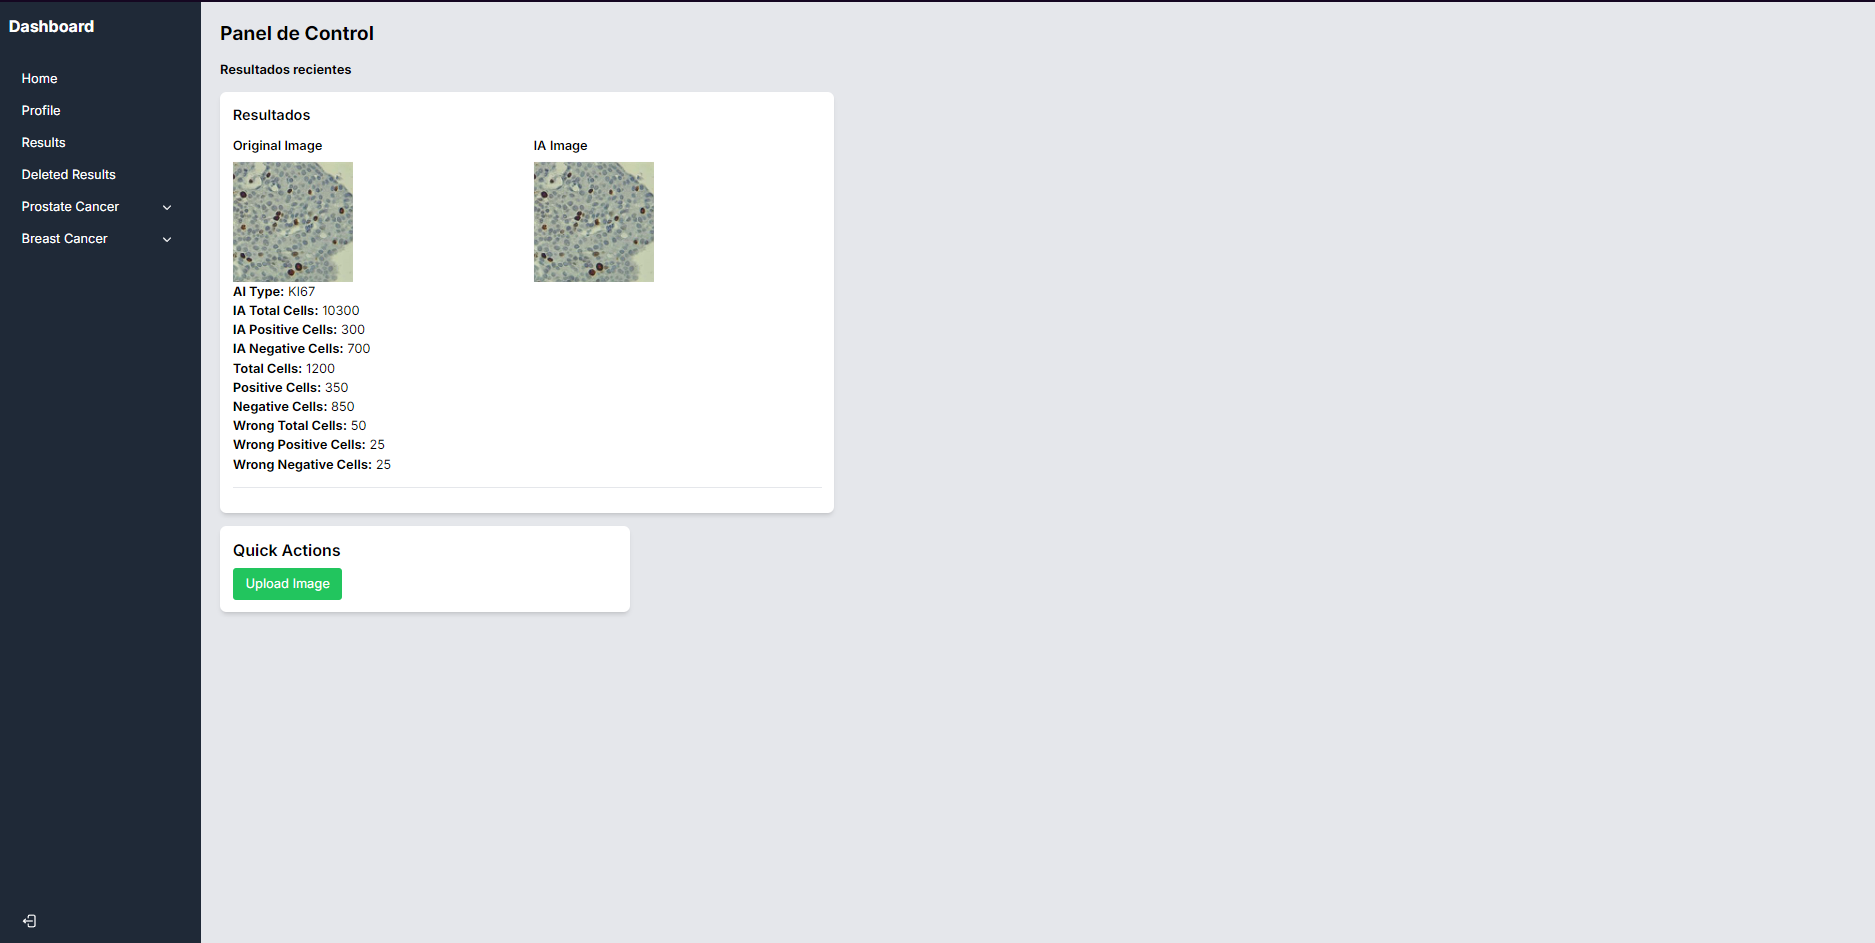 Dashboard
Home
Profile
Results
Deleted Results
Prostate Cancer
Breast Cancer
Panel de Control
Resultados recientes
Resultados
Original Image
IA Image
AI Type: KI67
IA Total Cells: 10300
IA Positive Cells: 300
IA Negative Cells: 700
Total Cells: 1200
Positive Cells: 350
Negative Cells: 850
Wrong Total Cells: 50
Wrong Positive Cells: 25
Wrong Negative Cells: 25
Quick Actions
Upload Image